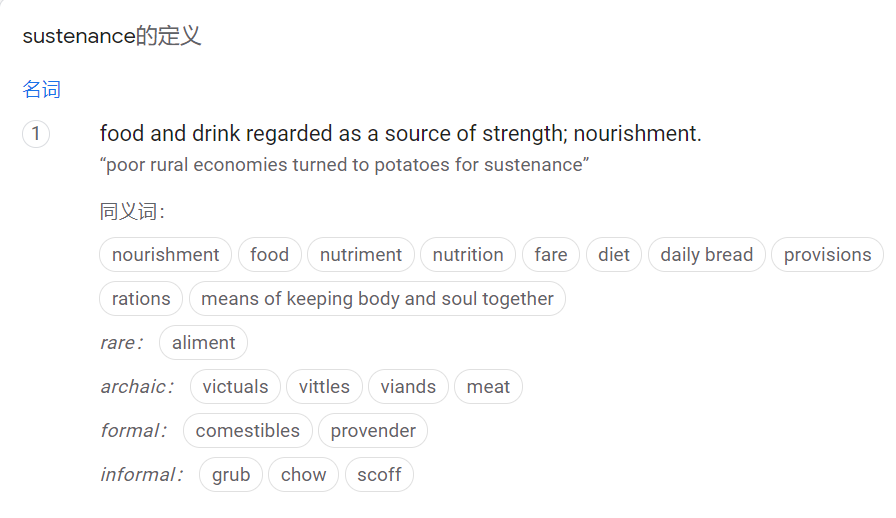 sustenance的定义
名词
1 food and drink regarded as a source of strength; nourishment.
“poor rural economies turned to potatoes for sustenance”
同义词：
nourishment food nutriment nutrition fare diet daily bread provisions
rations means of keeping body and soul together
rare： aliment
archaic： victuals vittles viands meat
formal： comestibles provender
informal： grub chow scoff